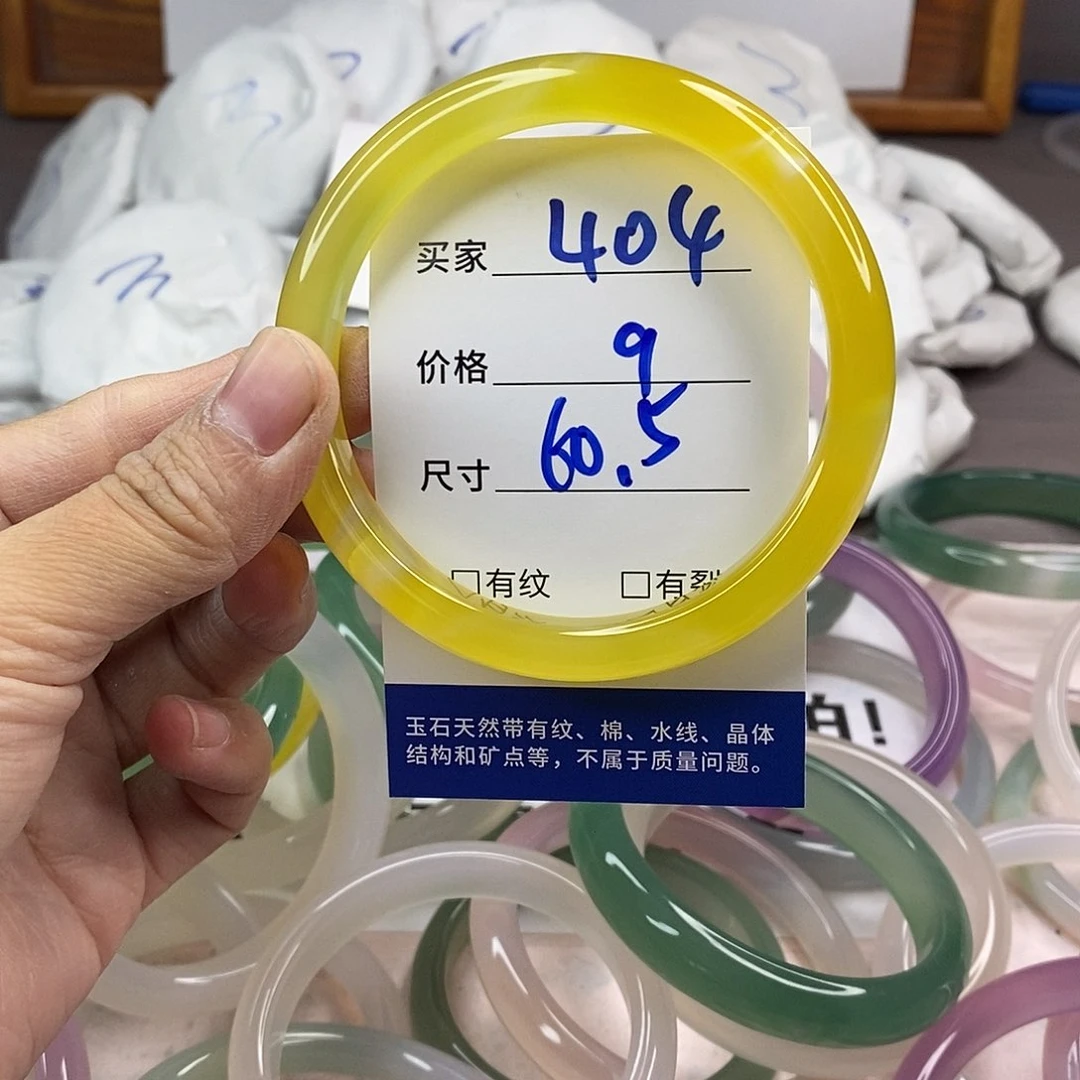 买家 404
价格 9
尺寸 60.5
□有纹 □有裂
玉石天然带有纹、棉、水线、晶体
结构和矿点等，不属于质量问题。
拍！